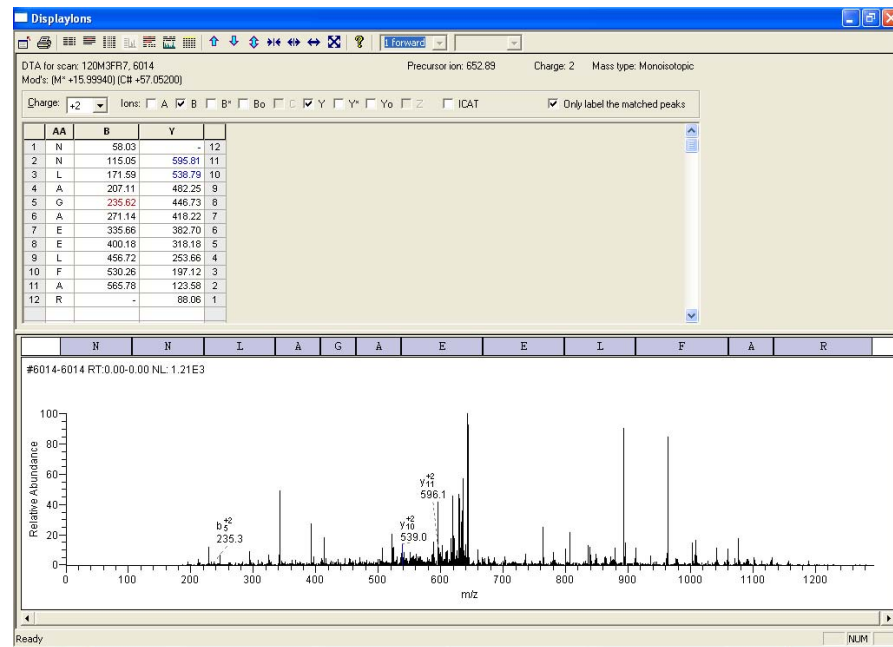 DisplayIons
1 forward
DTA for scan: 120M3FR7, 6014 Precursor ion: 652.89 Charge: 2 Mass type: Monoisotopic
Mod's: (M* +15.99940) (C# +57.05200)
Charge: +2 Ions: A B B* Bo C Y Y* Yo Z ICAT Only label the matched peaks
AA B Y
1 N 58.03 - 12
2 N 115.05 595.81 11
3 L 171.59 538.79 10
4 A 207.11 482.25 9
5 G 235.62 446.73 8
6 A 271.14 418.22 7
7 E 335.66 382.70 6
8 E 400.18 318.18 5
9 L 456.72 253.66 4
10 F 530.26 197.12 3
11 A 565.78 123.58 2
12 R - 88.06 1
N N L A G A E E L F A R
#6014-6014 RT:0.00-0.00 NL: 1.21E3
Relative Abundance
100
80
60
40
20
0
y11 +2
596.1
b5 +2
235.3
y10 +2
539.0
0 100 200 300 400 500 600 700 800 900 1000 1100 1200
m/z
Ready NUM